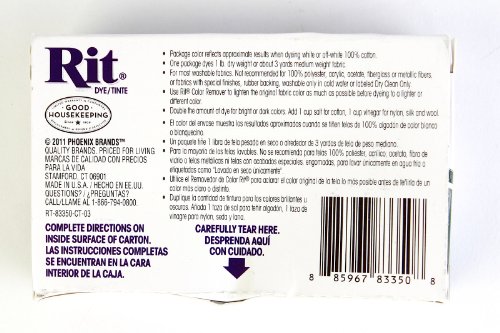 Rit®
DYE/TINTE
GOOD
HOUSEKEEPING
© 2011 PHOENIX BRANDS™
QUALITY BRANDS. PRICED FOR LIVING
MARCAS DE CALIDAD CON PRECIOS
PARA LA VIDA
STAMFORD, CT 06901
MADE IN U.S.A. / HECHO EN EE.UU.
QUESTIONS? / ¿PREGUNTAS?
CALL/LLAME AL 1-866-794-0800.
RT-83350-CT-03
• Package color reflects approximate results when dyeing white or off-white 100% cotton.
• One package dyes 1 lb. dry weight or about 3 yards medium weight fabric.
• For most washable fabrics. Not recommended for 100% polyester, acrylic, acetate, fiberglass or metallic fibers,
or fabrics with special finishes, rubber backing, washable only in cold water or labeled Dry Clean Only.
• Use Rit® Color Remover to lighten the original fabric color as much as possible before dyeing to a lighter or
different color.
• Double the amount of dye for bright or dark colors. Add 1 cup salt for cotton, 1 cup vinegar for nylon, silk and wool.
• El color del envase muestra los resultados aproximados cuando se tiñen telas de 100% algodón de color
blanco o blanquecino.
• Un paquete tiñe 1 libra de tela pesada en seco o alrededor de 3 yardas de tela de peso mediano.
• Para la mayoría de las telas lavables. No se recomienda para telas 100% poliéster, acrílico, acetato, fibra de
vidrio o telas metálicas ni telas con acabados especiales, engomadas, para lavar únicamente en agua fría o
etiquetadas como "Lavado en seco únicamente".
• Utilice el Removedor de Color Rit® para aclarar el color original de la tela lo más posible antes de teñirla de un
color más claro o distinto.
• Duplique la cantidad de tintura para los colores brillantes u
oscuros. Añada 1 taza de sal para teñir algodón, 1 taza de
vinagre para nylon, seda y lana.
COMPLETE DIRECTIONS ON
INSIDE SURFACE OF CARTON.
LAS INSTRUCCIONES COMPLETAS
SE ENCUENTRAN EN LA CARA
INTERIOR DE LA CAJA.
CAREFULLY TEAR HERE.
DESPRENDA AQUÍ
CON CUIDADO.
8 85967 83350 8